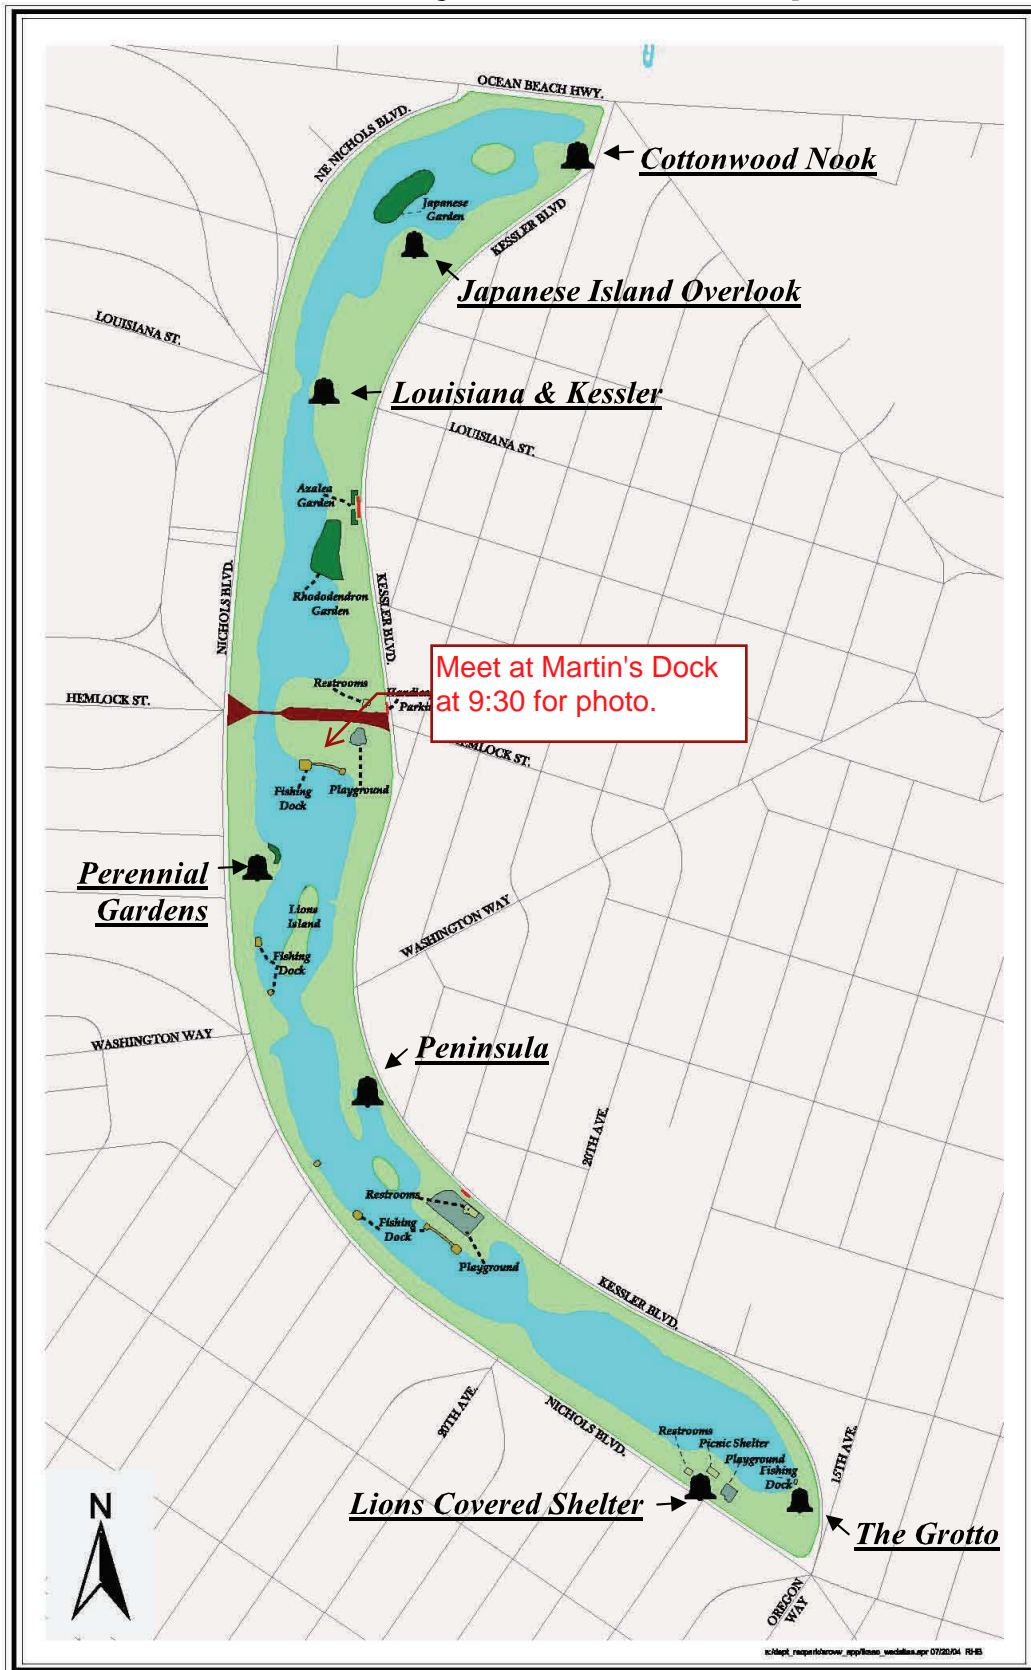 OCEAN BEACH HWY.
NE NICHOLS BLVD.
Cottonwood Nook
Japanese
Garden
KESSLER BLVD
Japanese Island Overlook
LOUISIANA ST.
Louisiana & Kessler
LOUISIANA ST.
Azalea
Garden
NICHOLS BLVD.
KESSLER BLVD.
Rhododendron
Garden
Meet at Martin's Dock
at 9:30 for photo.
Restrooms
HEMLOCK ST.
HEMLOCK ST.
Fishing
Dock
Playground
Perennial
Gardens
Lions
Island
WASHINGTON WAY
Fishing
Dock
WASHINGTON WAY
Peninsula
20TH AVE.
Restrooms
Fishing
Dock
Playground
KESSLER BLVD.
20TH AVE.
NICHOLS BLVD.
Restrooms
Picnic Shelter
Playground
Fishing
Dock
15TH AVE.
Lions Covered Shelter
The Grotto
N
OREGON
WAY
07/20/04 RHB